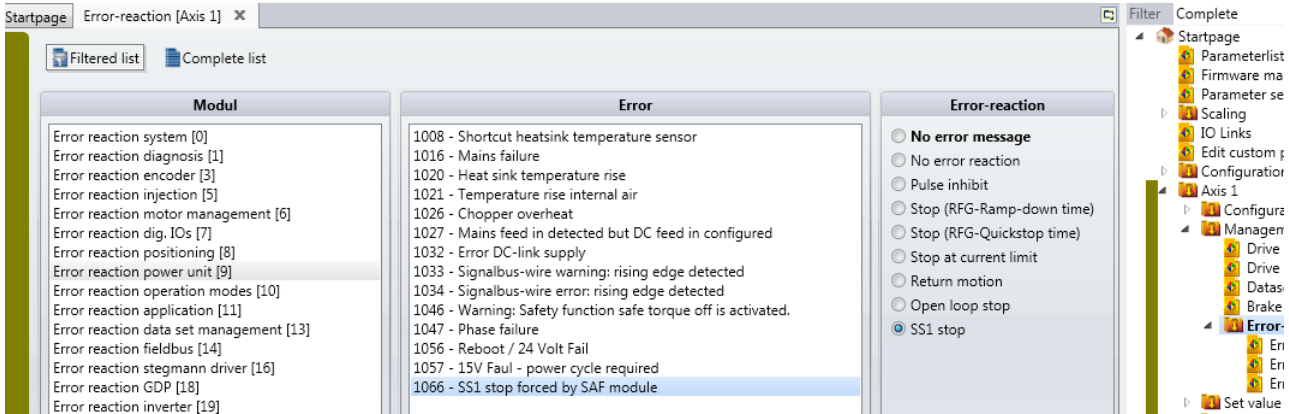 Startpage
Error-reaction [Axis 1]
Filtered list
Complete list
Modul
Error reaction system [0]
Error reaction diagnosis [1]
Error reaction encoder [3]
Error reaction injection [5]
Error reaction motor management [6]
Error reaction dig. IOs [7]
Error reaction positioning [8]
Error reaction power unit [9]
Error reaction operation modes [10]
Error reaction application [11]
Error reaction data set management [13]
Error reaction fieldbus [14]
Error reaction stegmann driver [16]
Error reaction GDP [18]
Error reaction inverter [19]
Error
1008 - Shortcut heatsink temperature sensor
1016 - Mains failure
1020 - Heat sink temperature rise
1021 - Temperature rise internal air
1026 - Chopper overheat
1027 - Mains feed in detected but DC feed in configured
1032 - Error DC-link supply
1033 - Signalbus-wire warning: rising edge detected
1034 - Signalbus-wire error: rising edge detected
1046 - Warning: Safety function safe torque off is activated.
1047 - Phase failure
1056 - Reboot / 24 Volt Fail
1057 - 15V Faul - power cycle required
1066 - SS1 stop forced by SAF module
Error-reaction
No error message
No error reaction
Pulse inhibit
Stop (RFG-Ramp-down time)
Stop (RFG-Quickstop time)
Stop at current limit
Return motion
Open loop stop
SS1 stop
Filter Complete
Startpage
Parameterlist
Firmware ma
Parameter se
Scaling
IO Links
Edit custom
Configuration
Axis 1
Configura
Managem
Drive
Drive
Datas
Brake
Error-
Er
Er
Er
Set value